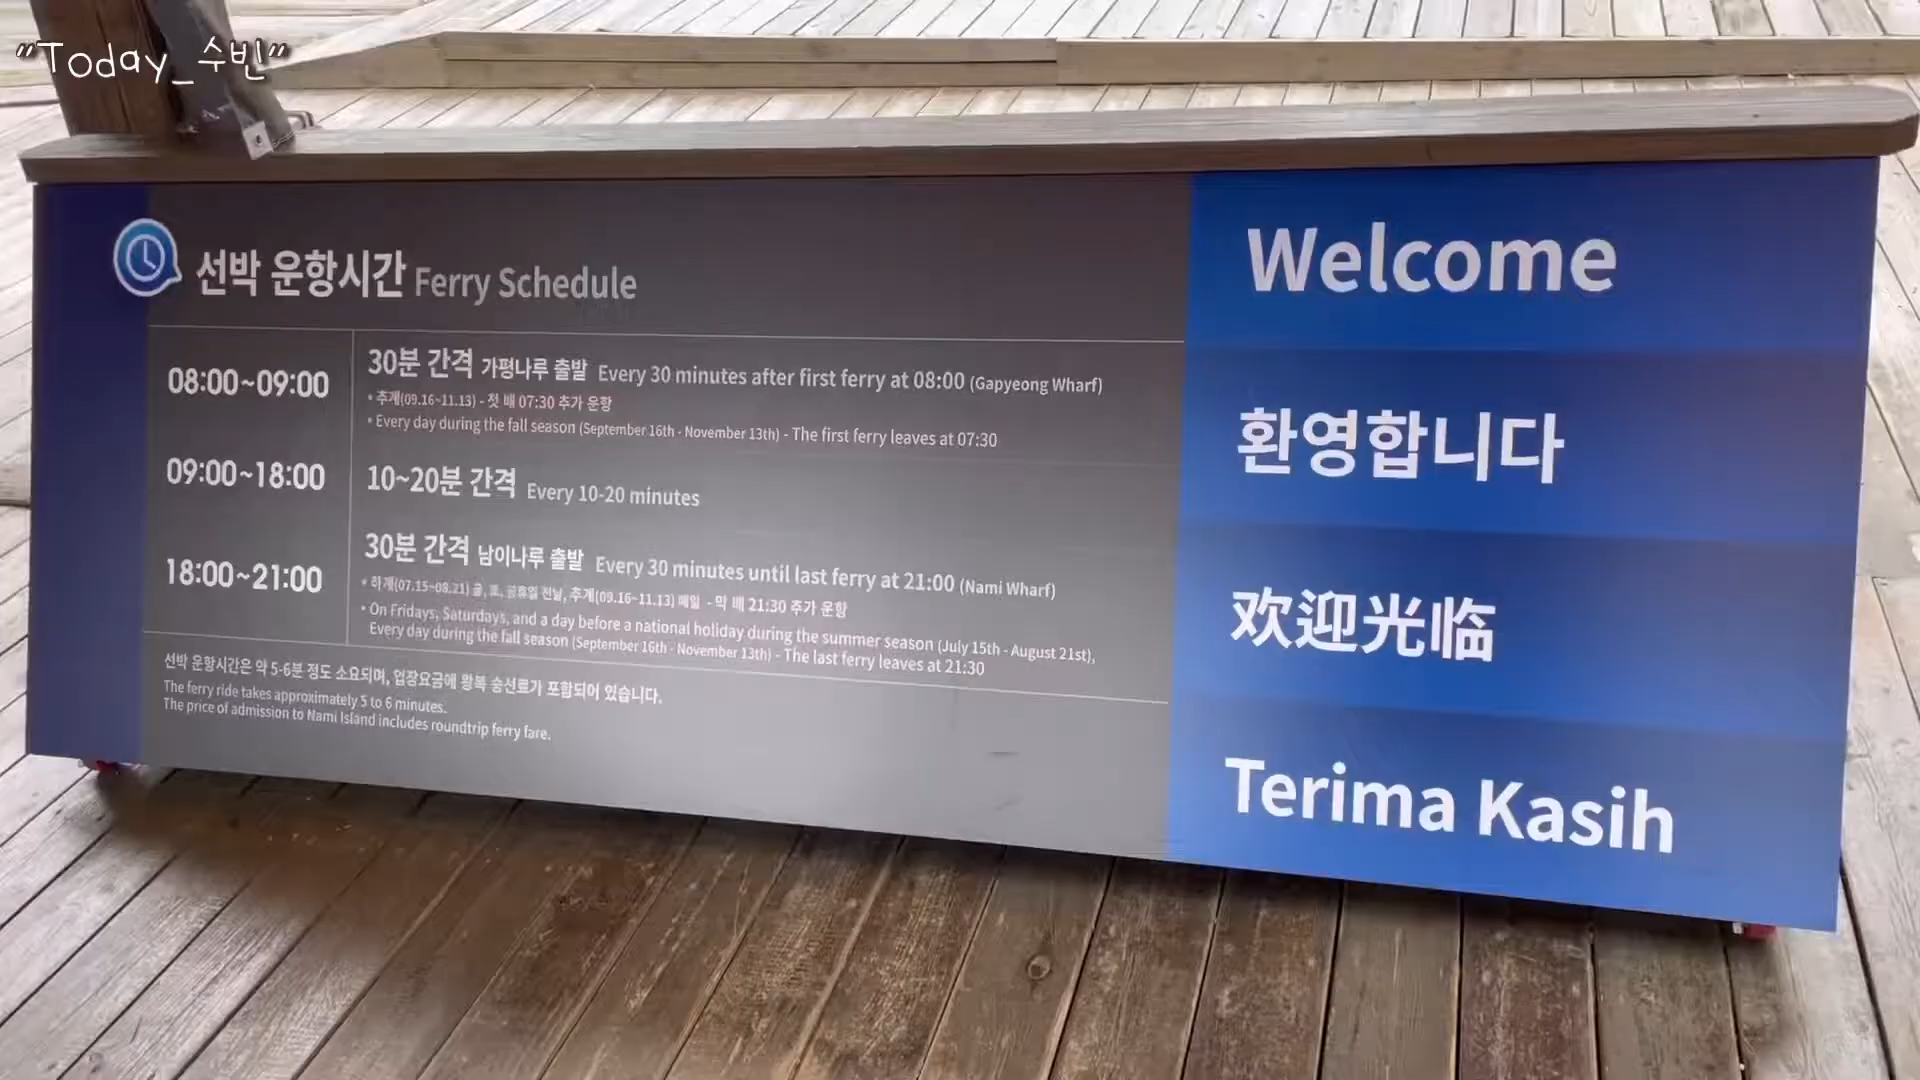 "Today_수빈"
선박 운항시간 Ferry Schedule
08:00~09:00
30분 간격 가평나루 출발 Every 30 minutes after first ferry at 08:00 (Gapyeong Wharf)
• 추계(09.16~11.13) - 첫 배 07:30 추가 운항
• Every day during the fall season (September 16th - November 13th) - The first ferry leaves at 07:30
09:00~18:00
10~20분 간격 Every 10-20 minutes
18:00~21:00
30분 간격 남이나루 출발 Every 30 minutes until last ferry at 21:00 (Nami Wharf)
• 하계(07.15~08.21) 금, 토, 공휴일 전날, 추계(09.16~11.13) 매일 - 막 배 21:30 추가 운항
• On Fridays, Saturdays, and a day before a national holiday during the summer season (July 15th - August 21st),
Every day during the fall season (September 16th - November 13th) - The last ferry leaves at 21:30
선박 운항시간은 약 5-6분 정도 소요되며, 입장요금에 왕복 승선료가 포함되어 있습니다.
The ferry ride takes approximately 5 to 6 minutes.
The price of admission to Nami Island includes roundtrip ferry fare.
Welcome
환영합니다
欢迎光临
Terima Kasih